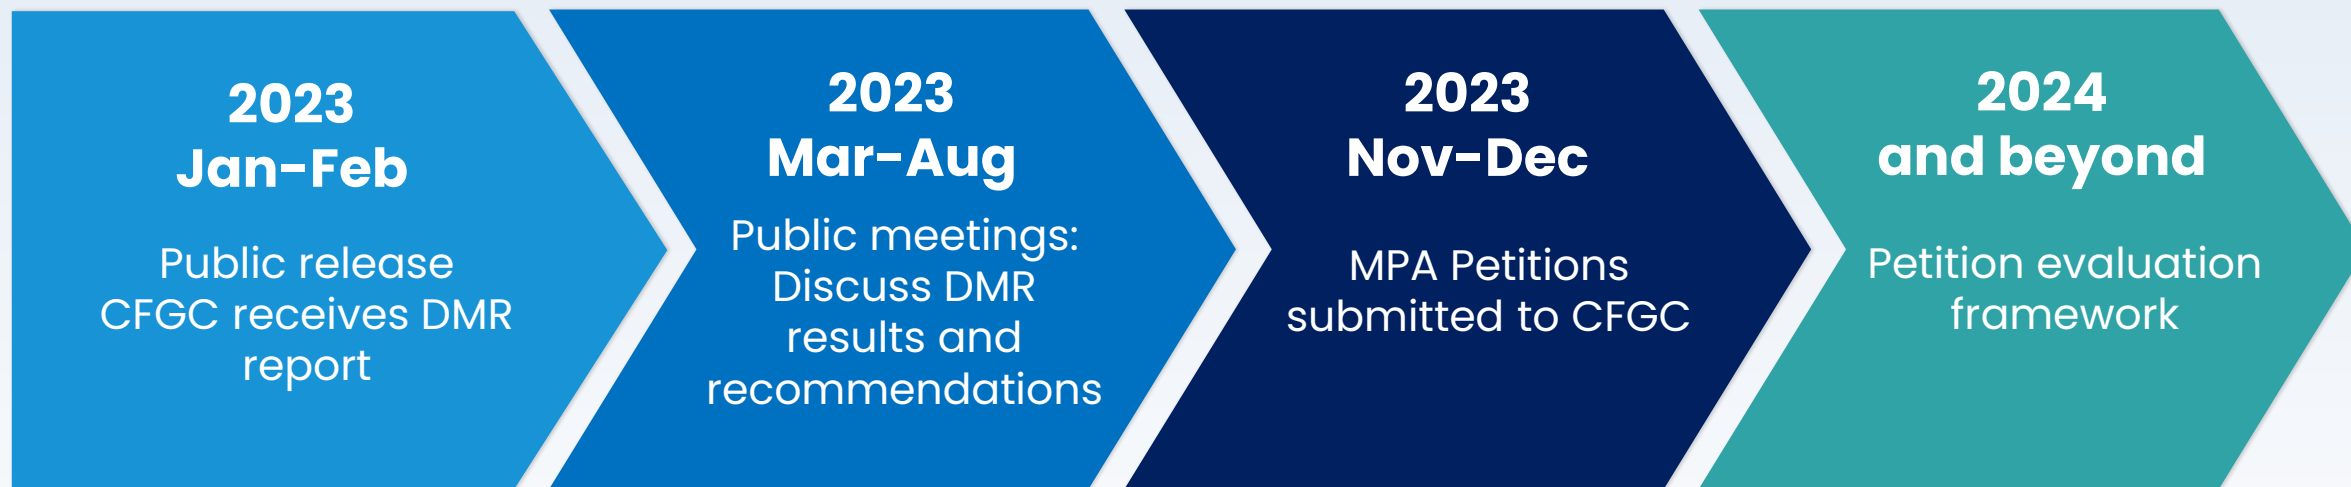 2023
Jan-Feb
Public release
CFGC receives DMR
report
2023
Mar-Aug
Public meetings:
Discuss DMR
results and
recommendations
2023
Nov-Dec
MPA Petitions
submitted to CFGC
2024
and beyond
Petition evaluation
framework